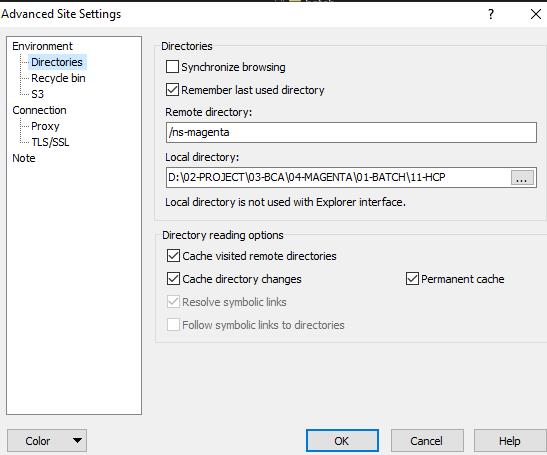 Advanced Site Settings
?
Environment
Directories
Recycle bin
S3
Connection
Proxy
TLS/SSL
Note
Directories
Synchronize browsing
Remember last used directory
Remote directory:
/ns-magenta
Local directory:
D:\02-PROJECT\03-BCA\04-MAGENTA\01-BATCH\11-HCP
...
Local directory is not used with Explorer interface.
Directory reading options
Cache visited remote directories
Cache directory changes
Permanent cache
Resolve symbolic links
Follow symbolic links to directories
Color
OK
Cancel
Help